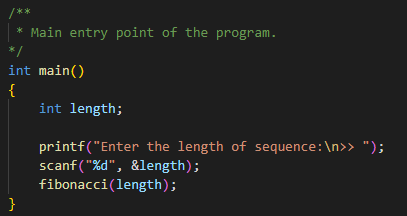 /**
 * Main entry point of the program.
*/
int main()
{
    int length;

    printf("Enter the length of sequence:\n>> ");
    scanf("%d", &length);
    fibonacci(length);
}